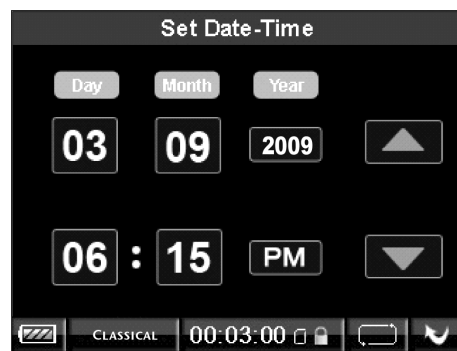 Set Date-Time
Day Month Year
03 09 2009
06 : 15 PM
CLASSICAL 00:03:00